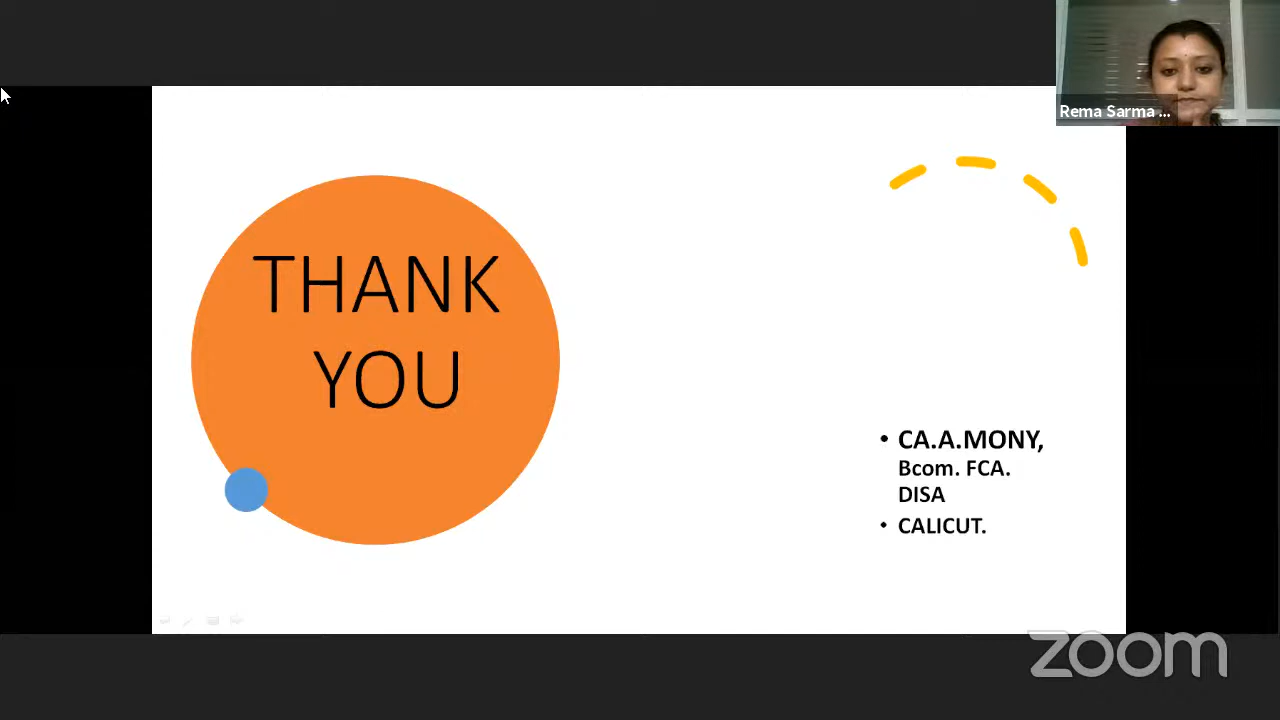 Rema Sarma ...
THANK
YOU
• CA.A.MONY,
Bcom. FCA.
DISA
• CALICUT.
zoom